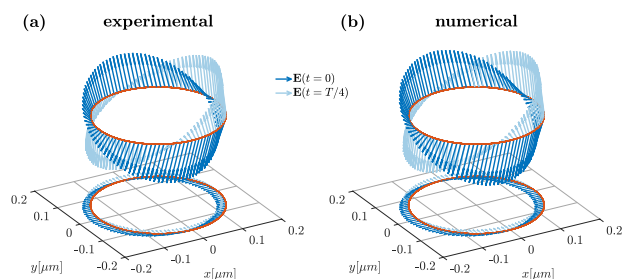 (a) experimental (b) numerical
E(t = 0)
E(t = T/4)
0.2 0.2
0.1 0.1
0 0
-0.1 -0.1
-0.2 -0.2
y[μm] y[μm]
-0.2 -0.1 0 0.1 0.2 -0.2 -0.1 0 0.1 0.2
x[μm] x[μm]